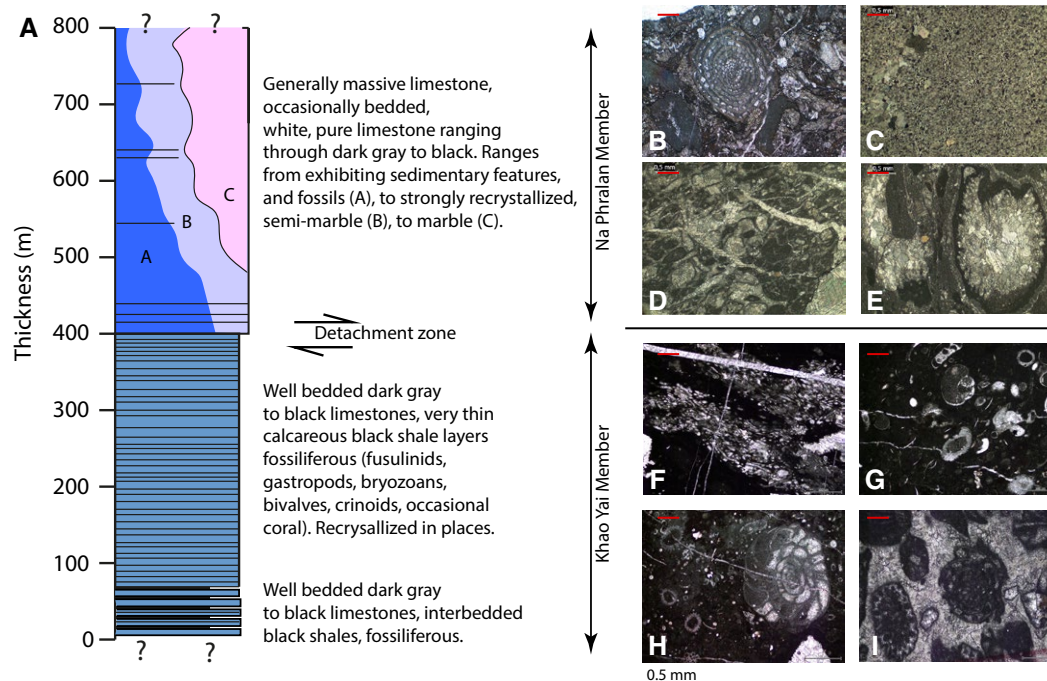 A
? ?
800
700
600
500
400
300
200
100
0
Thickness (m)
A
B
C
Generally massive limestone,
occasionally bedded,
white, pure limestone ranging
through dark gray to black. Ranges
from exhibiting sedimentary features,
and fossils (A), to strongly recrystallized,
semi-marble (B), to marble (C).
Detachment zone
Well bedded dark gray
to black limestones, very thin
calcareous black shale layers
fossiliferous (fusulinids,
gastropods, bryozoans,
bivalves, crinoids, occasional
coral). Recrysallized in places.
Well bedded dark gray
to black limestones, interbedded
black shales, fossiliferous.
? ?
Na Phralan Member
Khao Yai Member
B
0.5 mm
C
0.5 mm
D
0.5 mm
E
F
G
H
I
0.5 mm